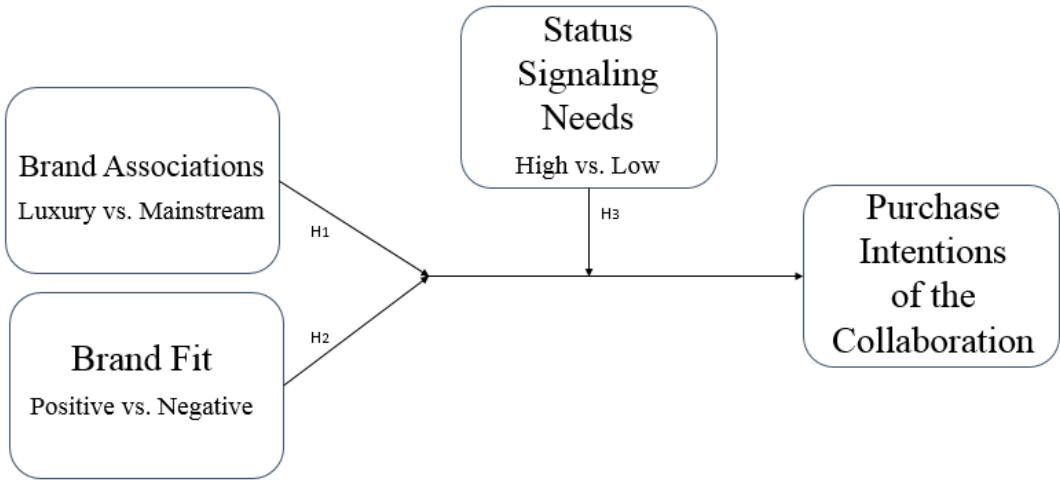 Status
Signaling
Needs
High vs. Low
Brand Associations
Luxury vs. Mainstream
H1
H3
Purchase
Intentions
of the
Collaboration
H2
Brand Fit
Positive vs. Negative